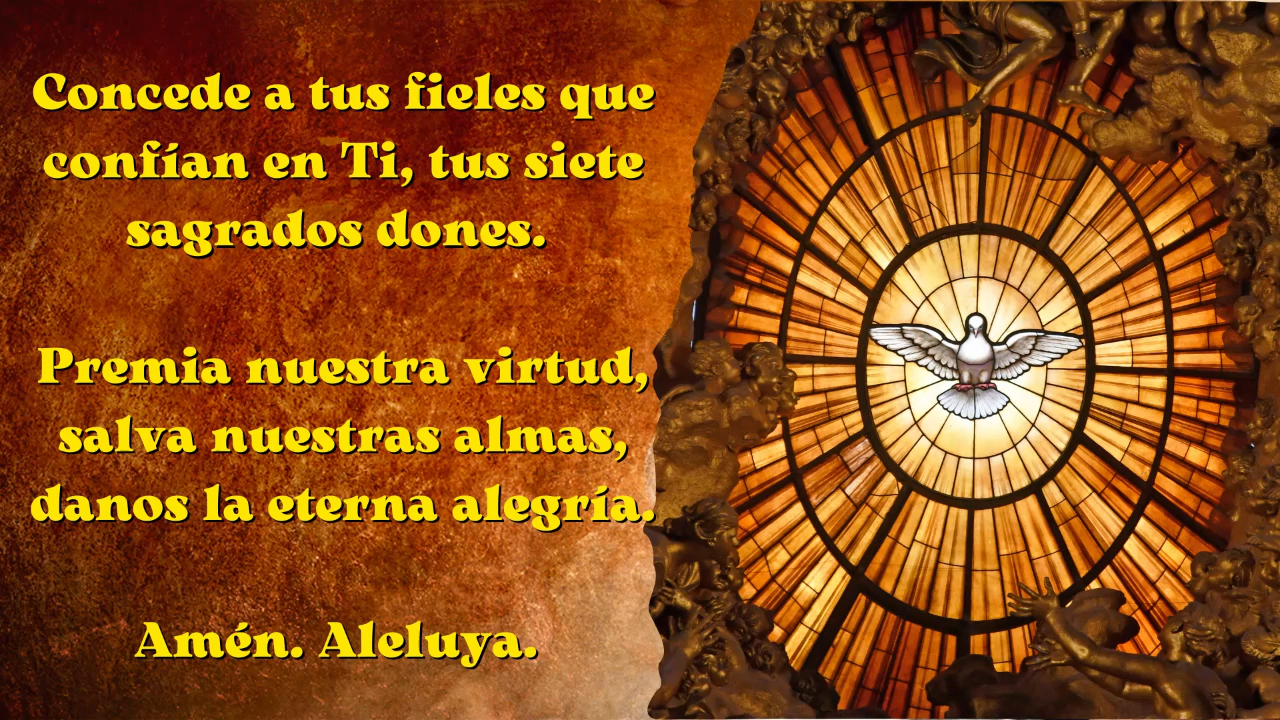 Concede a tus fieles que
confían en Ti, tus siete
sagrados dones.
Premia nuestra virtud,
salva nuestras almas,
danos la eterna alegría.
Amén. Aleluya.